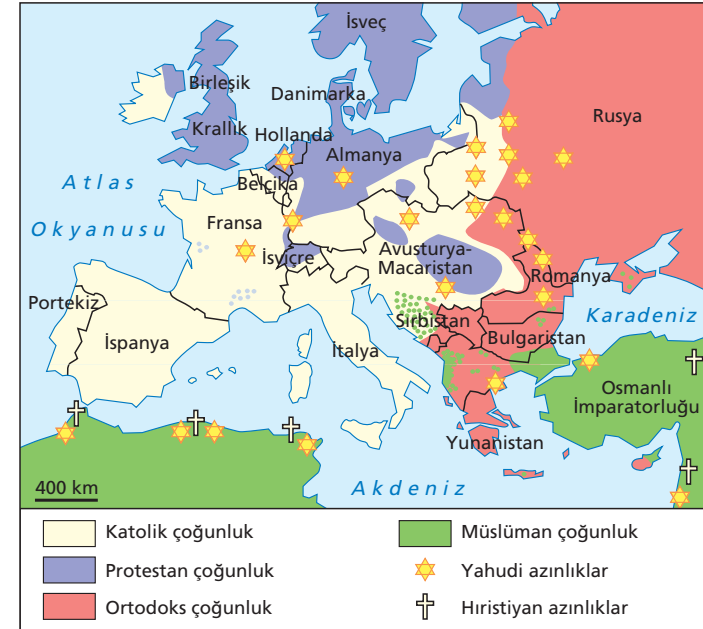 İsveç
Birleşik
Krallık
Danimarka
Hollanda
Almanya
Rusya
Atlas
Okyanusu
Belçika
Fransa
İsviçre
Avusturya-
Macaristan
Romanya
Portekiz
İspanya
İtalya
Sırbistan
Bulgaristan
Karadeniz
Osmanlı
İmparatorluğu
Yunanistan
Akdeniz
400 km
Katolik çoğunluk
Protestan çoğunluk
Ortodoks çoğunluk
Müslüman çoğunluk
Yahudi azınlıklar
Hıristiyan azınlıklar